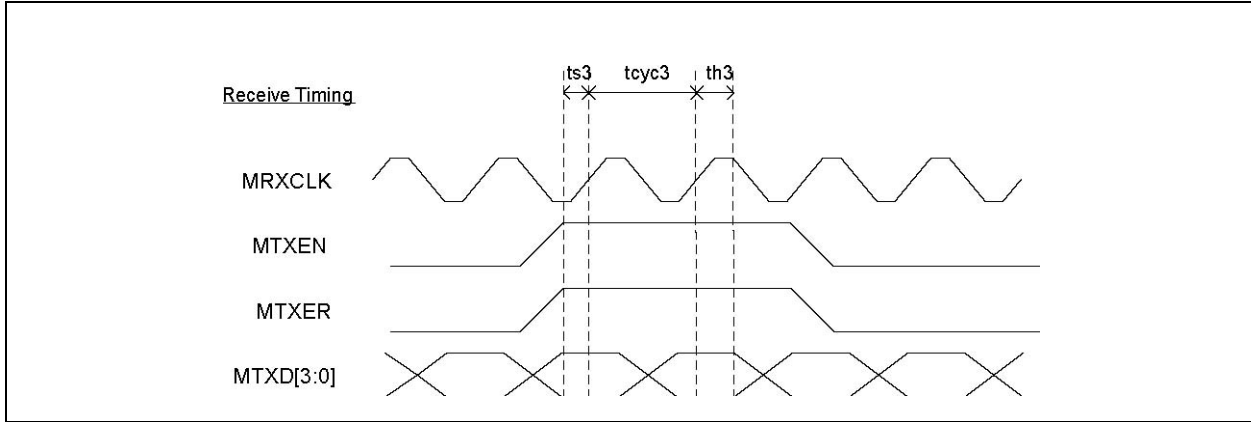 ts3 tcyc3 th3
Receive Timing
MRXCLK
MTXEN
MTXER
MTXD[3:0]